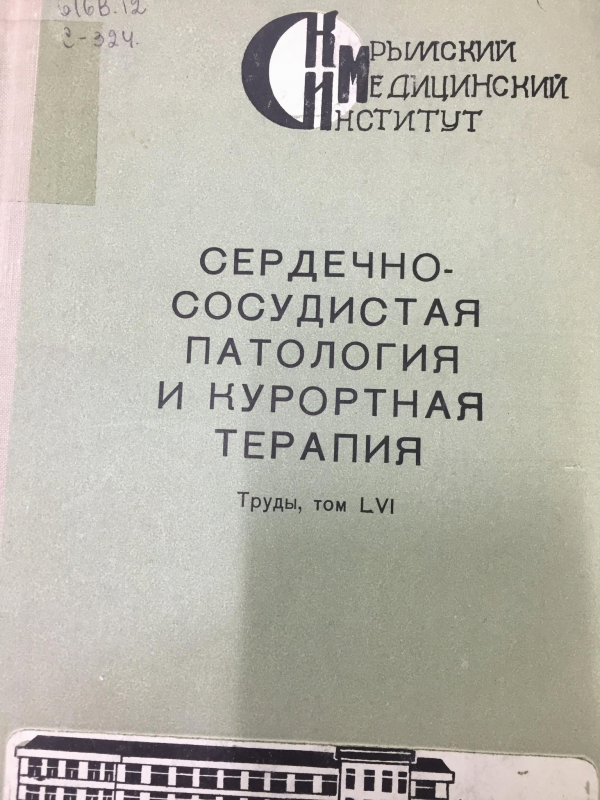 616В.12
С-324.
КРЫМСКИЙ
МЕДИЦИНСКИЙ
ИНСТИТУТ
СЕРДЕЧНО-
СОСУДИСТАЯ
ПАТОЛОГИЯ
И КУРОРТНАЯ
ТЕРАПИЯ
Труды, том LVI